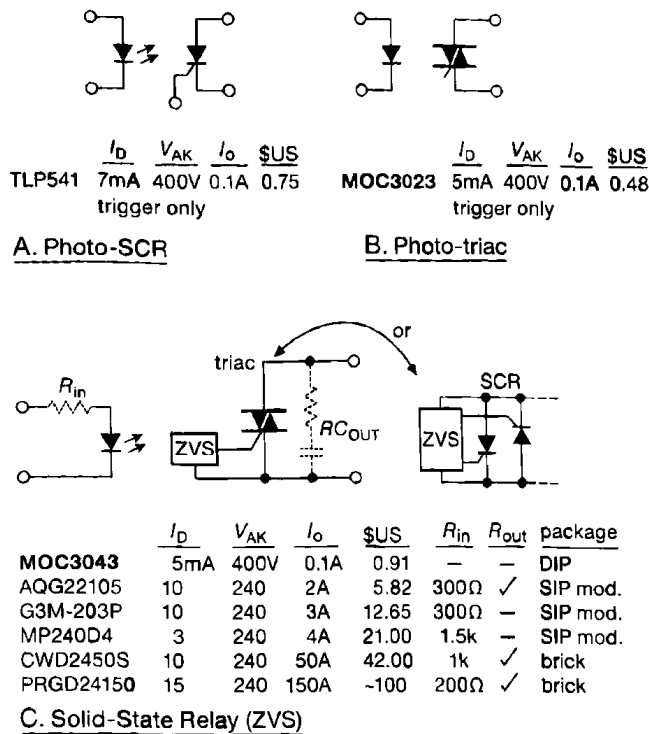 I_D V_AK I_o $US
TLP541 7mA 400V 0.1A 0.75
trigger only
A. Photo-SCR
I_D V_AK I_o $US
MOC3023 5mA 400V 0.1A 0.48
trigger only
B. Photo-triac
or
triac
SCR
R_in
ZVS
RC_OUT
ZVS
I_D V_AK I_o $US R_in R_out package
MOC3043 5mA 400V 0.1A 0.91 – – DIP
AQG22105 10 240 2A 5.82 300Ω ✓ SIP mod.
G3M-203P 10 240 3A 12.65 300Ω – SIP mod.
MP240D4 3 240 4A 21.00 1.5k – SIP mod.
CWD2450S 10 240 50A 42.00 1k ✓ brick
PRGD24150 15 240 150A ~100 200Ω ✓ brick
C. Solid-State Relay (ZVS)